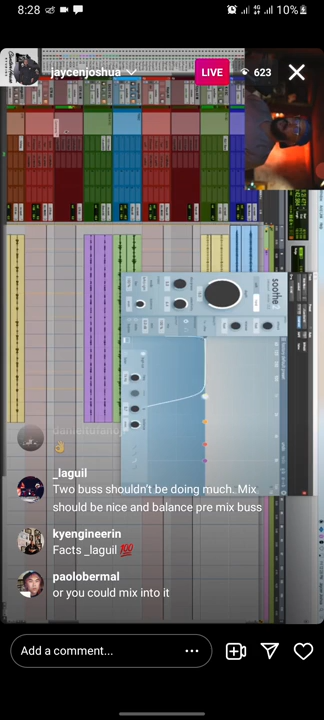 8:28
10%
jaycenjoshua
LIVE
623
soothe
_laguil
Two buss shouldn't be doing much..Mix
should be nice and balance pre mix buss
kyengineerin
Facts _laguil 💯
paolobermal
or you could mix into it
Add a comment...